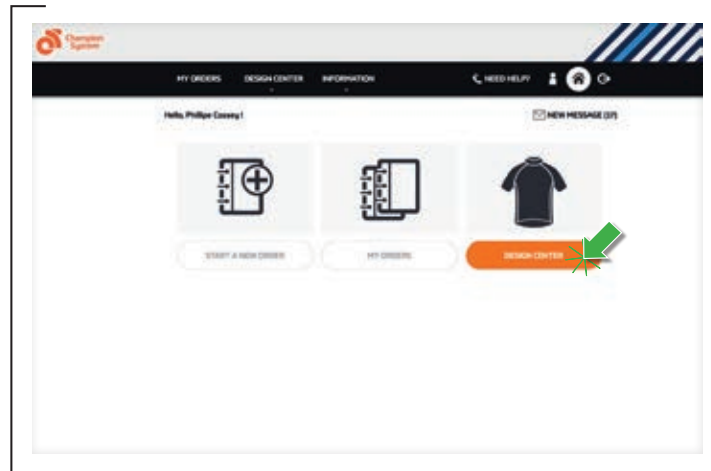 Champion
System
MY ORDERS DESIGN CENTER INFORMATION NEED HELP? 
Hello, Philippe Cossey ! NEW MESSAGE (17)
START A NEW ORDER MY ORDERS DESIGN CENTER